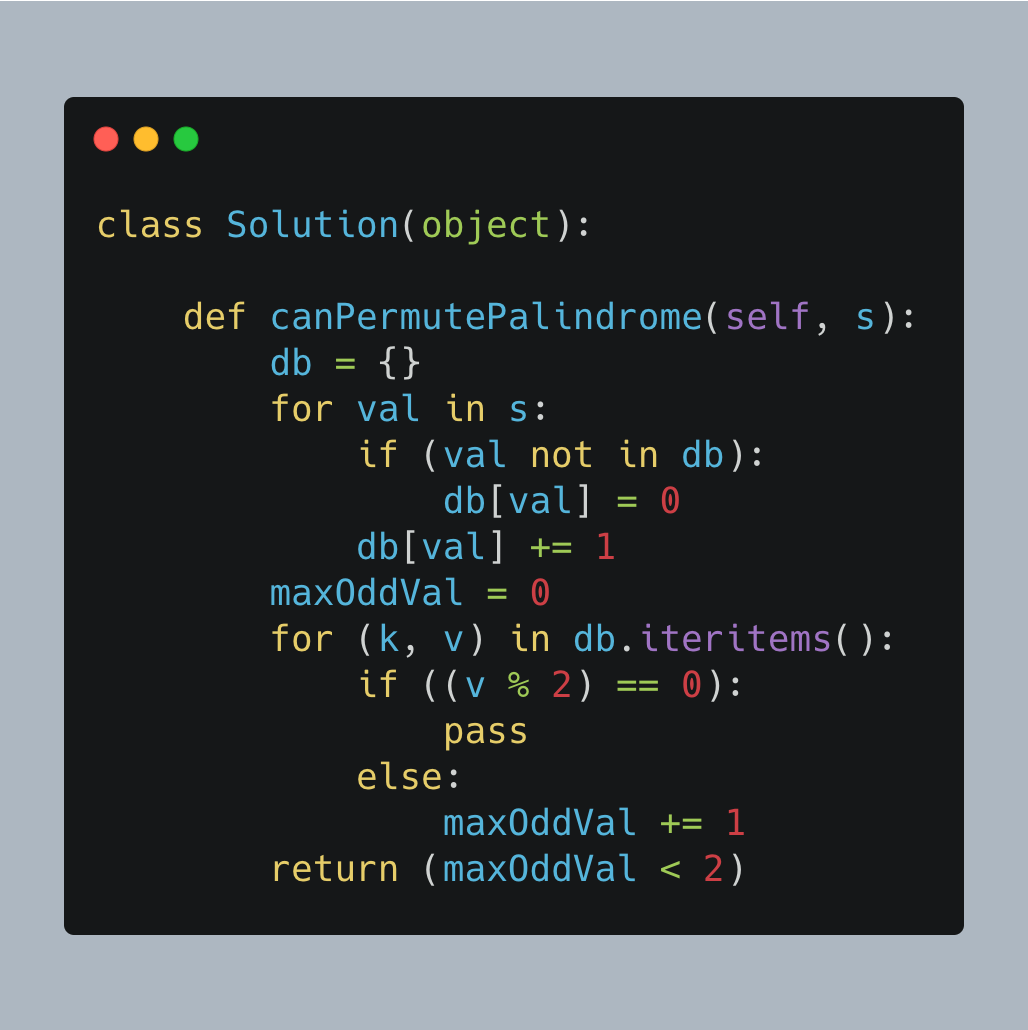 class Solution(object):

    def canPermutePalindrome(self, s):
        db = {}
        for val in s:
            if (val not in db):
                db[val] = 0
            db[val] += 1
        maxOddVal = 0
        for (k, v) in db.iteritems():
            if ((v % 2) == 0):
                pass
            else:
                maxOddVal += 1
        return (maxOddVal < 2)